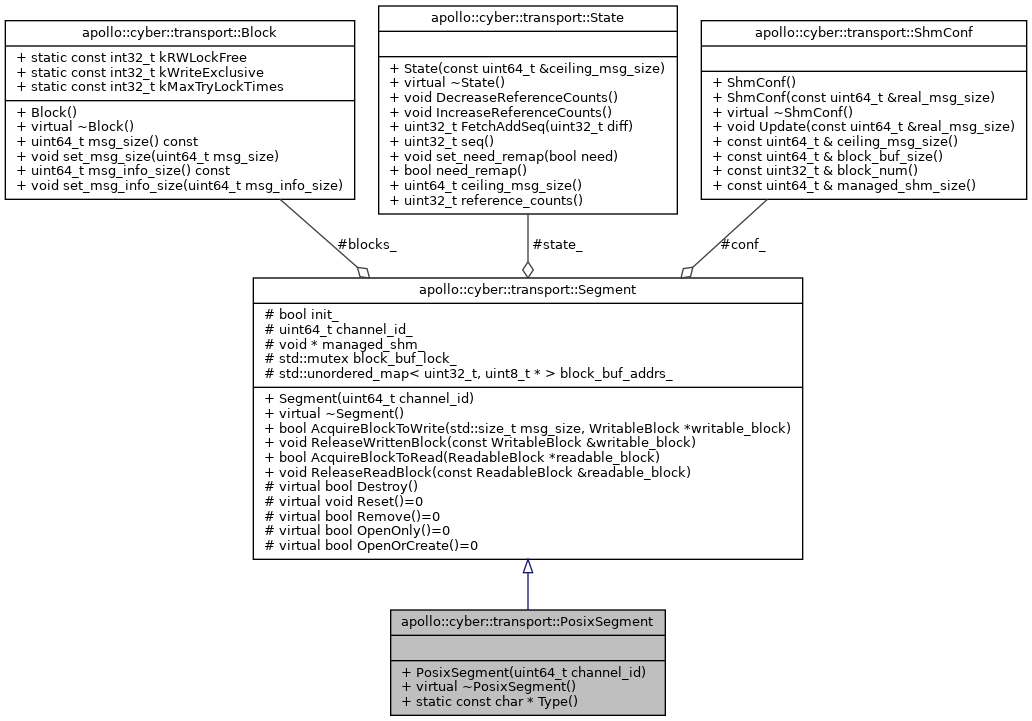 apollo::cyber::transport::Block
+ static const int32_t kRWLockFree
+ static const int32_t kWriteExclusive
+ static const int32_t kMaxTryLockTimes
+ Block()
+ virtual ~Block()
+ uint64_t msg_size() const
+ void set_msg_size(uint64_t msg_size)
+ uint64_t msg_info_size() const
+ void set_msg_info_size(uint64_t msg_info_size)
apollo::cyber::transport::State
+ State(const uint64_t &ceiling_msg_size)
+ virtual ~State()
+ void DecreaseReferenceCounts()
+ void IncreaseReferenceCounts()
+ uint32_t FetchAddSeq(uint32_t diff)
+ uint32_t seq()
+ void set_need_remap(bool need)
+ bool need_remap()
+ uint64_t ceiling_msg_size()
+ uint32_t reference_counts()
apollo::cyber::transport::ShmConf
+ ShmConf()
+ ShmConf(const uint64_t &real_msg_size)
+ virtual ~ShmConf()
+ void Update(const uint64_t &real_msg_size)
+ const uint64_t & ceiling_msg_size()
+ const uint64_t & block_buf_size()
+ const uint32_t & block_num()
+ const uint64_t & managed_shm_size()
#blocks_
#state_
#conf_
apollo::cyber::transport::Segment
# bool init_
# uint64_t channel_id_
# void * managed_shm_
# std::mutex block_buf_lock_
# std::unordered_map< uint32_t, uint8_t * > block_buf_addrs_
+ Segment(uint64_t channel_id)
+ virtual ~Segment()
+ bool AcquireBlockToWrite(std::size_t msg_size, WritableBlock *writable_block)
+ void ReleaseWrittenBlock(const WritableBlock &writable_block)
+ bool AcquireBlockToRead(ReadableBlock *readable_block)
+ void ReleaseReadBlock(const ReadableBlock &readable_block)
# virtual bool Destroy()
# virtual void Reset()=0
# virtual bool Remove()=0
# virtual bool OpenOnly()=0
# virtual bool OpenOrCreate()=0
apollo::cyber::transport::PosixSegment
+ PosixSegment(uint64_t channel_id)
+ virtual ~PosixSegment()
+ static const char * Type()